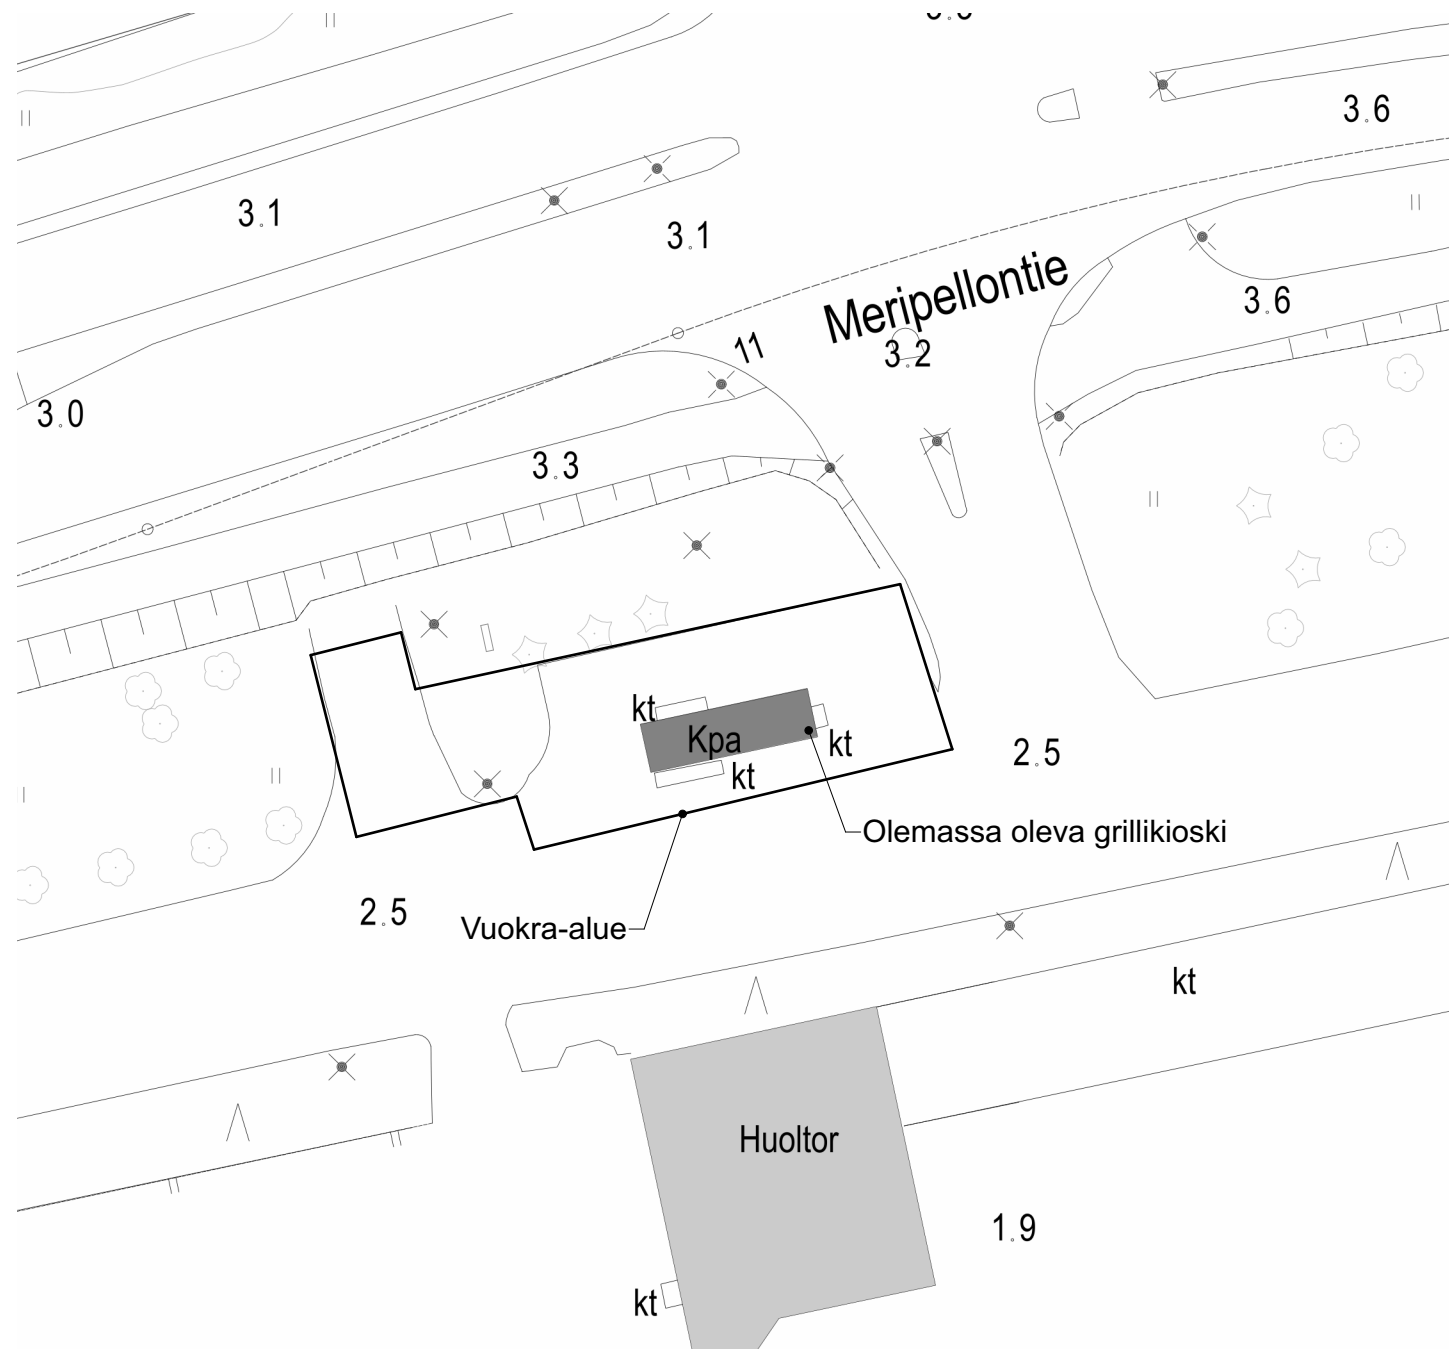 3.6
3.1
3.1
Meripellontie
3.6
11
3.2
3.0
3.3
kt
Kpa
kt
kt
2.5
Olemassa oleva grillikioski
2.5
Vuokra-alue
kt
Huoltor
1.9
kt